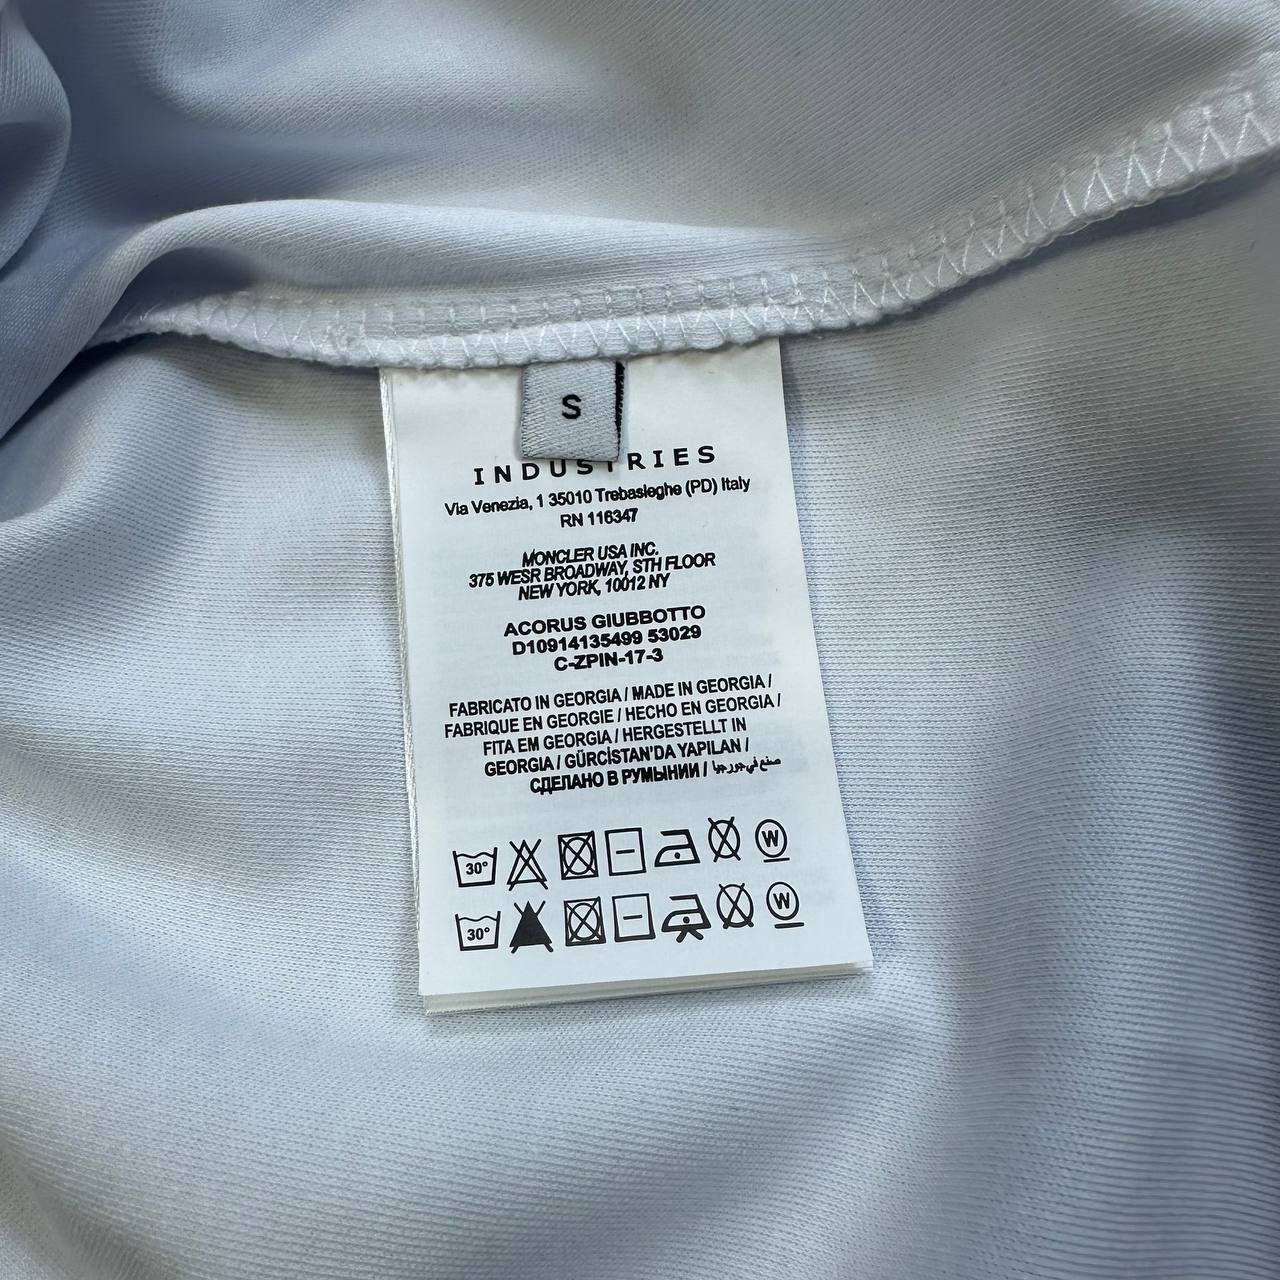 S
INDUSTRIES
Via Venezia, 1 35010 Trebasleghe (PD) Italy
RN 116347
MONCLER USA INC.
375 WESR BROADWAY, STH FLOOR
NEW YORK, 10012 NY
ACORUS GIUBBOTTO
D10914135499 53029
C-ZPIN-17-3
FABRICATO IN GEORGIA / MADE IN GEORGIA /
FABRIQUE EN GEORGIE / HECHO EN GEORGIA /
FITA EM GEORGIA / HERGESTELLT IN
GEORGIA / GÜRCİSTAN'DA YAPILAN /
СДЕЛАНО В РУМЫНИИ / صنع في جورجيا
30° W
30° W